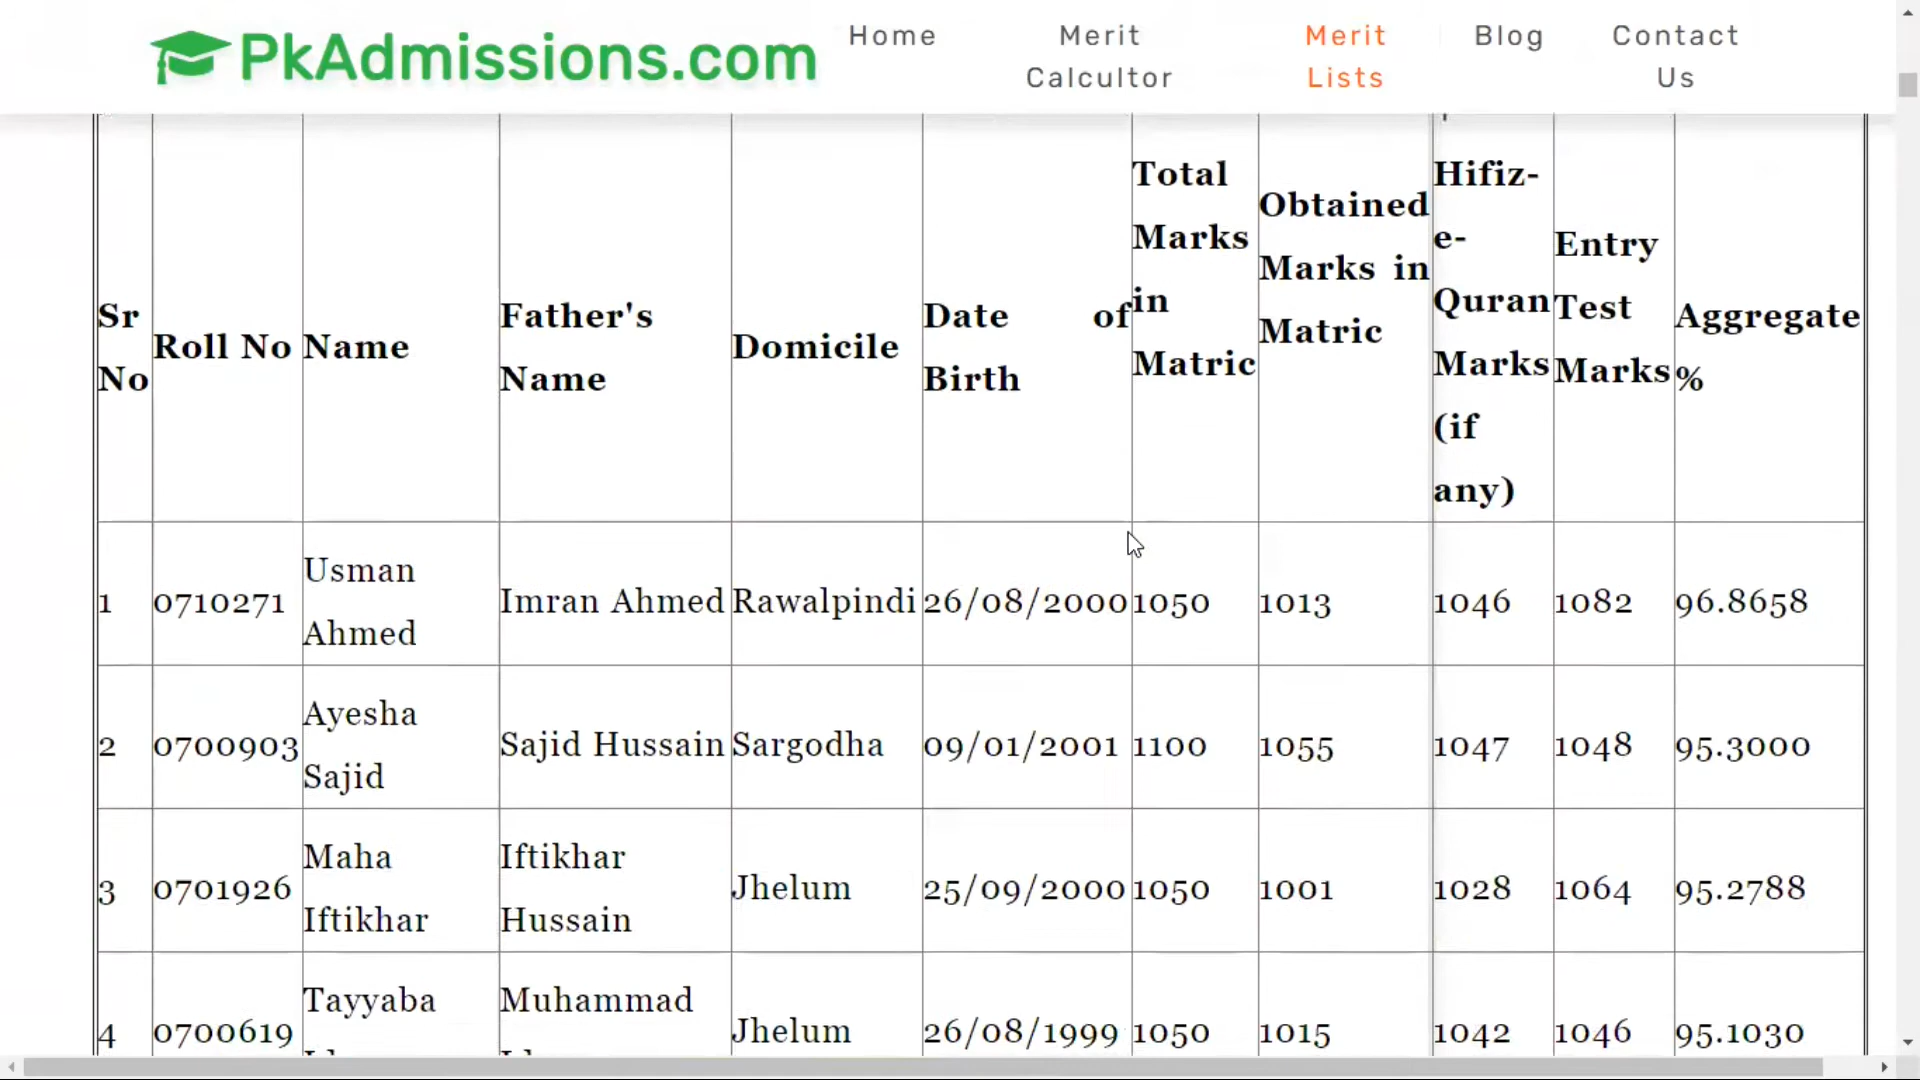 PkAdmissions.com
Home
Merit
Calcultor
Merit
Lists
Blog
Contact
Us
Sr
No
Roll No
Name
Father's
Name
Domicile
Date of
Birth
Total
Marks
in
Matric
Obtained
Marks in
Matric
Hifiz-
e-
Quran
Marks
(if
any)
Entry
Test
Marks
Aggregate
%
1
0710271
Usman
Ahmed
Imran Ahmed
Rawalpindi
26/08/2000
1050
1013
1046
1082
96.8658
2
0700903
Ayesha
Sajid
Sajid Hussain
Sargodha
09/01/2001
1100
1055
1047
1048
95.3000
3
0701926
Maha
Iftikhar
Iftikhar
Hussain
Jhelum
25/09/2000
1050
1001
1028
1064
95.2788
4
0700619
Tayyaba
Muhammad
Jhelum
26/08/1999
1050
1015
1042
1046
95.1030